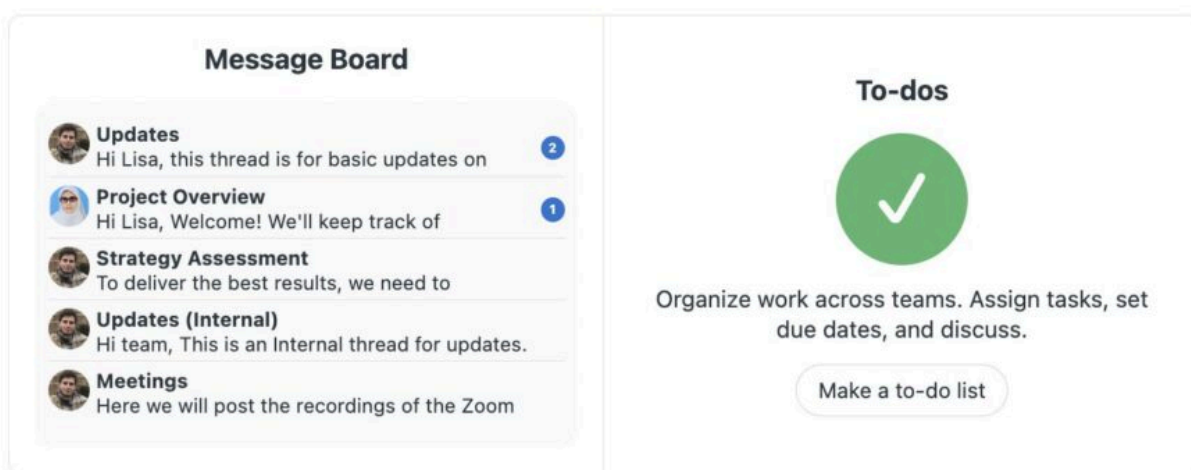 Message Board
Updates
Hi Lisa, this thread is for basic updates on
2
Project Overview
Hi Lisa, Welcome! We'll keep track of
1
Strategy Assessment
To deliver the best results, we need to
Updates (Internal)
Hi team, This is an Internal thread for updates.
Meetings
Here we will post the recordings of the Zoom
To-dos
Organize work across teams. Assign tasks, set
due dates, and discuss.
Make a to-do list